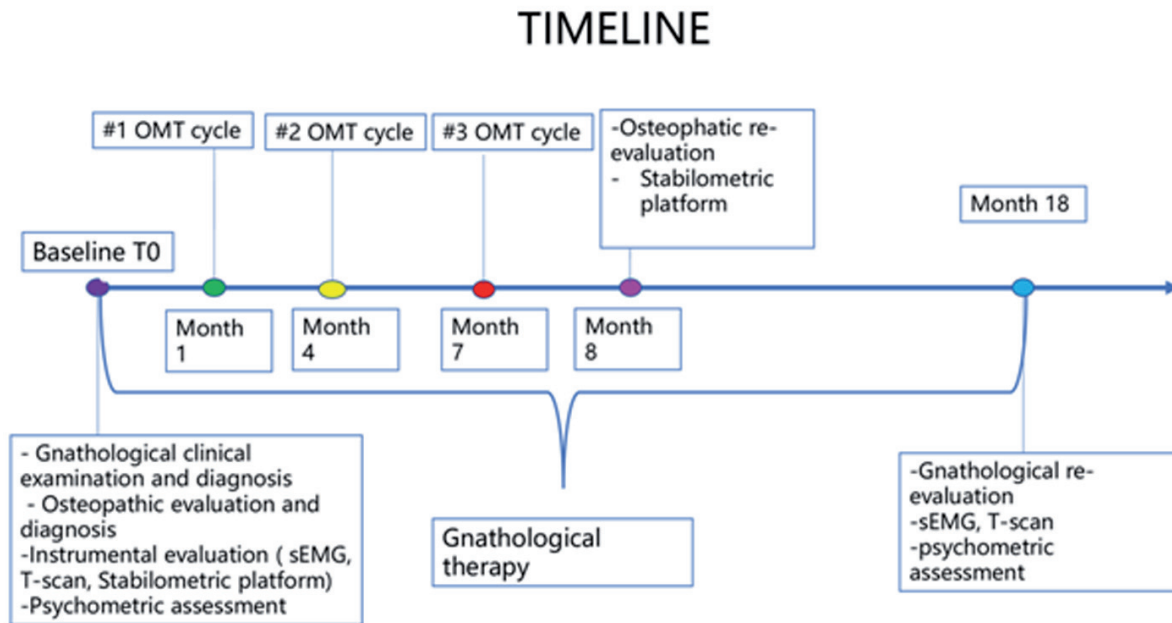 TIMELINE
#1 OMT cycle
#2 OMT cycle
#3 OMT cycle
-Osteophatic re-
evaluation
- Stabilometric
platform
Month 18
Baseline T0
Month
1
Month
4
Month
7
Month
8
- Gnathological clinical
examination and diagnosis
- Osteopathic evaluation and
diagnosis
-Instrumental evaluation ( sEMG,
T-scan, Stabilometric platform)
-Psychometric assessment
Gnathological
therapy
-Gnathological re-
evaluation
-sEMG, T-scan
-psychometric
assessment